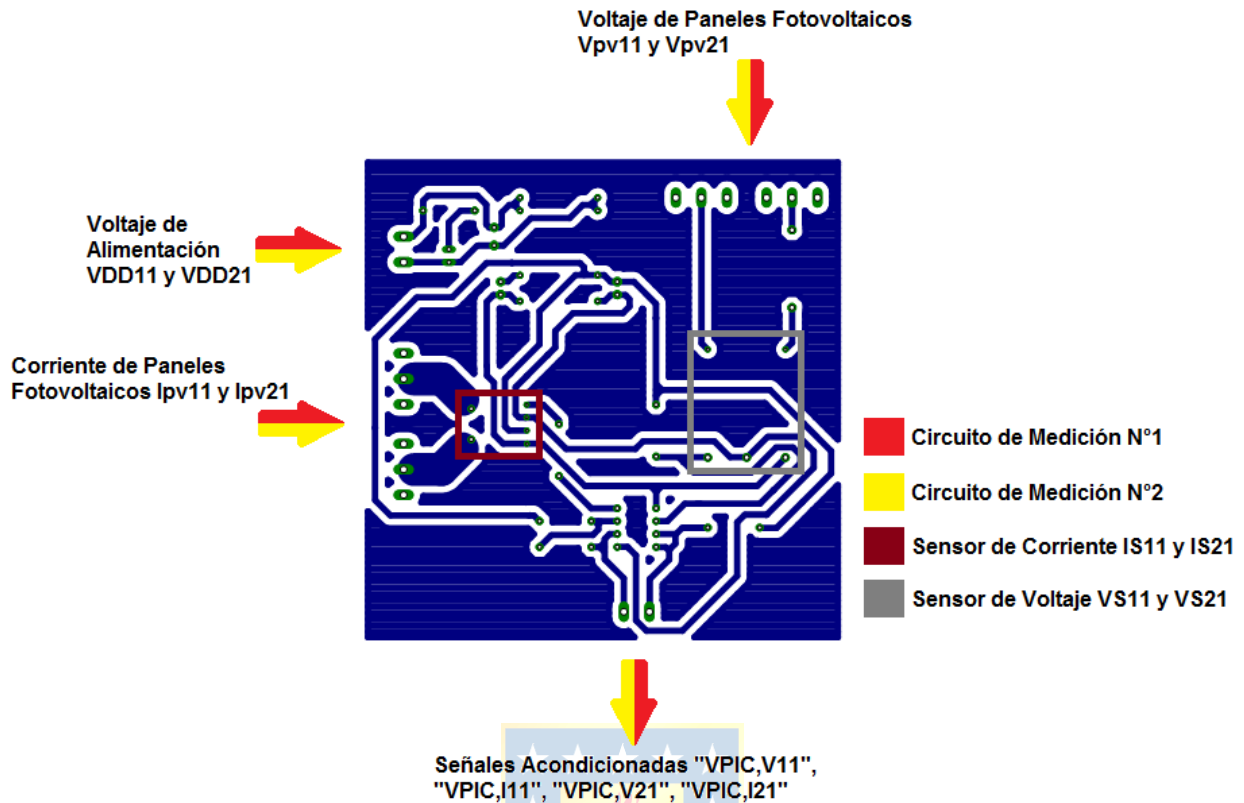 Voltaje de Paneles Fotovoltaicos
Vpv11 y Vpv21
Voltaje de
Alimentación
VDD11 y VDD21
Corriente de Paneles
Fotovoltaicos Ipv11 y Ipv21
Circuito de Medición N°1
Circuito de Medición N°2
Sensor de Corriente IS11 y IS21
Sensor de Voltaje VS11 y VS21
Señales Acondicionadas "VPIC,V11",
"VPIC,I11", "VPIC,V21", "VPIC,I21"